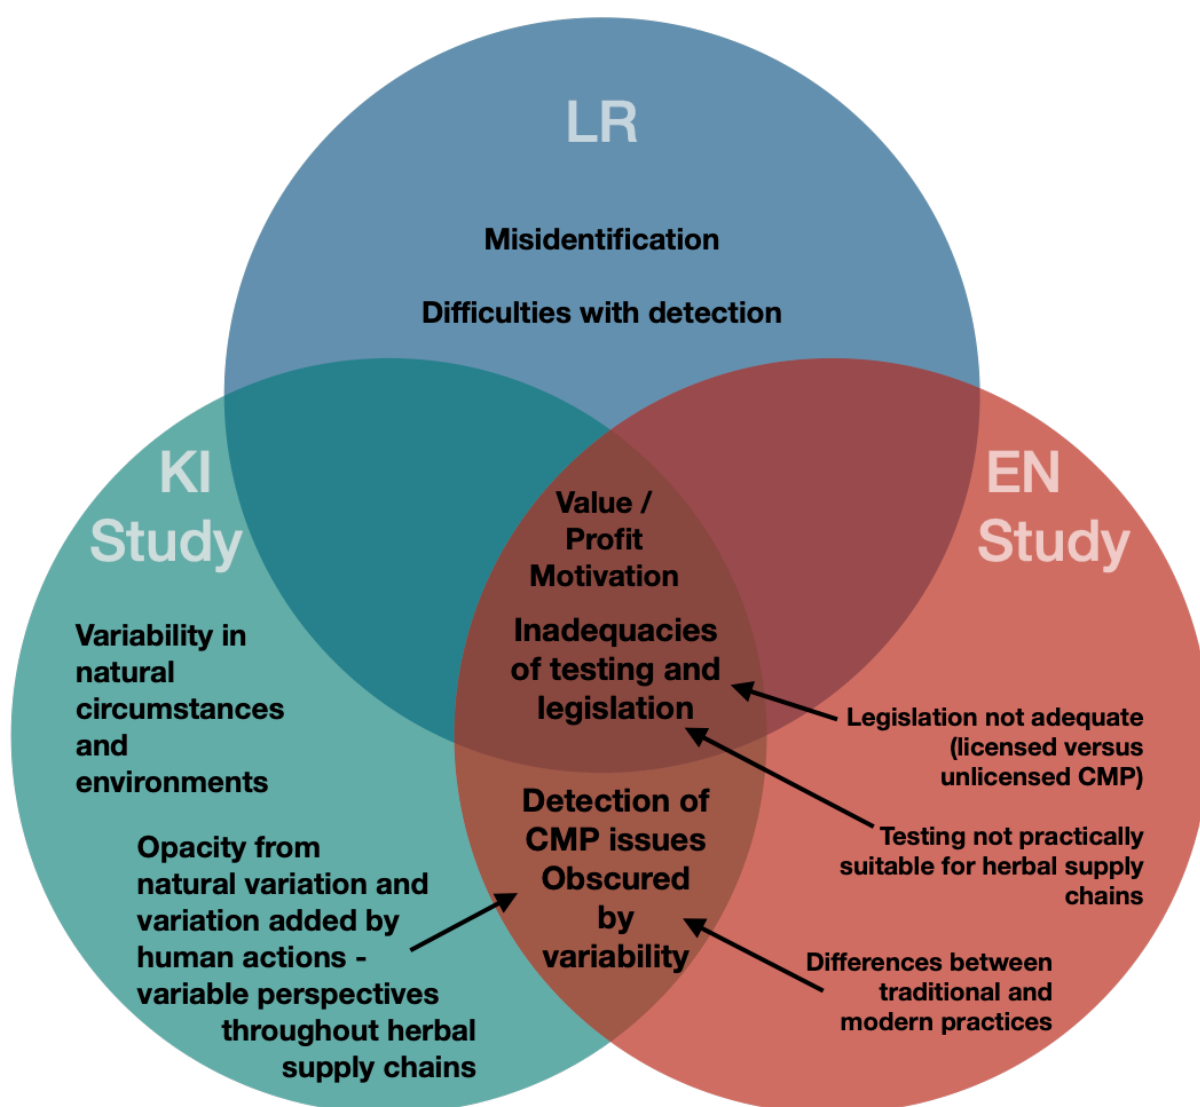 LR
Misidentification
Difficulties with detection
KI
Study
EN
Study
Value /
Profit
Motivation
Inadequacies
of testing and
legislation
Detection of
CMP issues
Obscured
by
variability
Variability in
natural
circumstances
and
environments
Opacity from
natural variation and
variation added by
human actions -
variable perspectives
throughout herbal
supply chains
Legislation not adequate
(licensed versus
unlicensed CMP)
Testing not practically
suitable for herbal supply
chains
Differences between
traditional and
modern practices